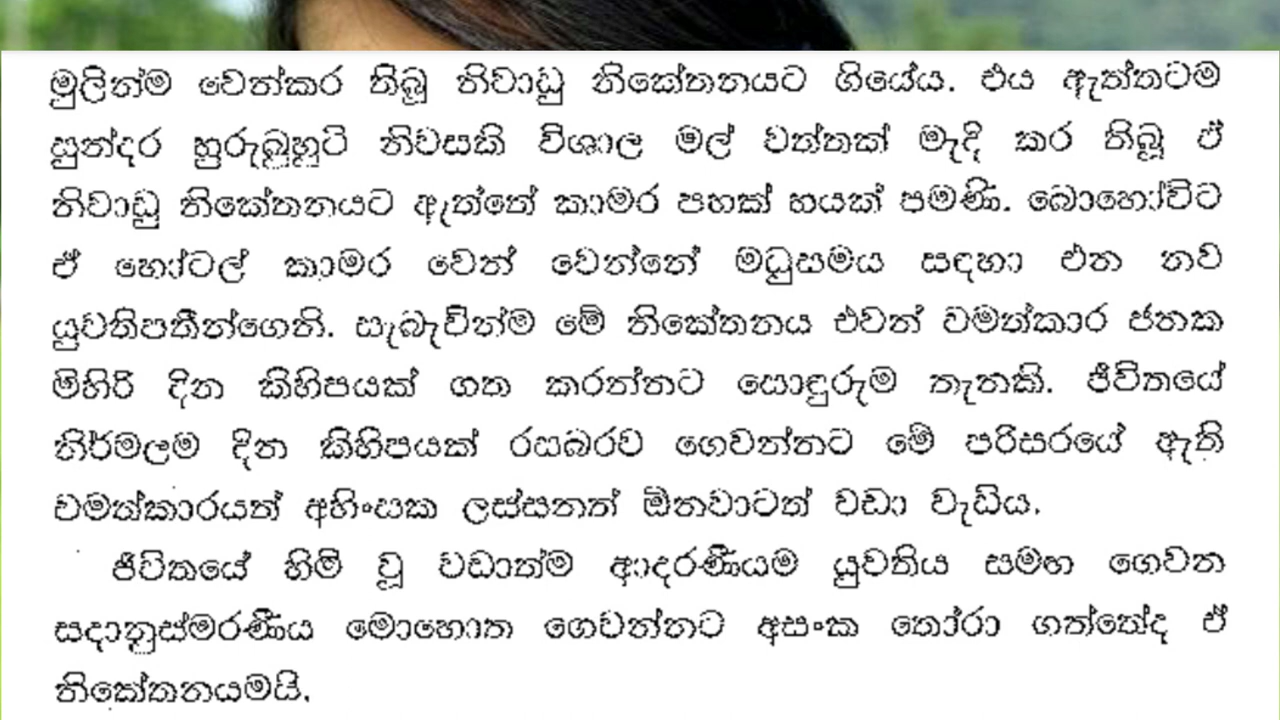 මුලින්ම වෙන්කර තිබූ නිවාඩු නිකේතනයට ගියේය. එය ඇත්තටම
සුන්දර හුරුබුහුටි නිවසකි විශාල මල් වත්තක් මැදි කර තිබූ ඒ
නිවාඩු නිකේතනයට ඇත්තේ කාමර පහක් හයක් පමණි. බොහෝවිට
ඒ හෝටල් කාමර වෙන් වෙන්නේ මධුසමය සඳහා එන නව
යුවතිපතීන්ගෙනි. සැබැවින්ම මේ නිකේතනය එවන් චමත්කාර ජනක
මිහිරි දින කිහිපයක් ගත කරන්නට සොඳුරුම තැනකි. ජීවිතයේ
නිර්මලම දින කිහිපයක් රසබරව ගෙවන්නට මේ පරිසරයේ ඇති
චමත්කාරයත් අහිංසක ලස්සනත් ඕනවාටත් වඩා වැඩිය.
ජීවිතයේ හිමි වූ වඩාත්ම ආදරණීයම යුවතිය සමඟ ගෙවන
සදානුස්මරණීය මොහොත ගෙවන්නට අසංක තෝරා ගත්තේද ඒ
නිකේතනයමයි.